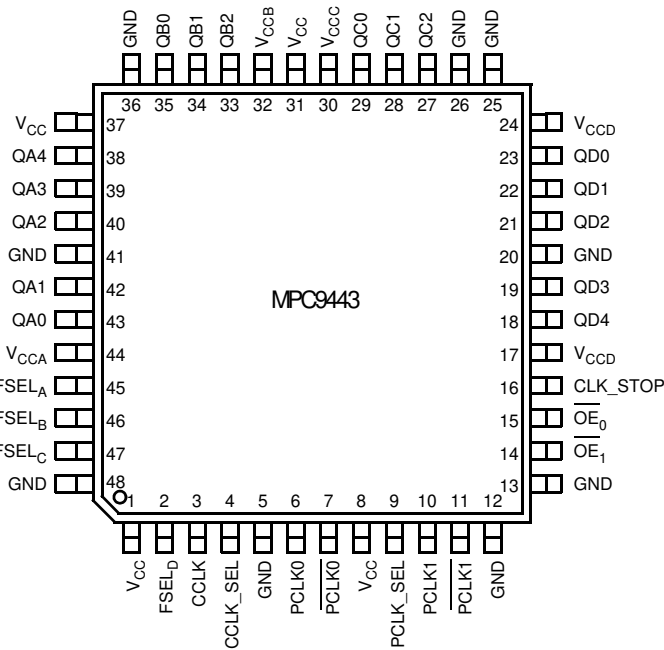 GND QB0 QB1 QB2 VCCB VCC VCCC QC0 QC1 QC2 GND GND
36 35 34 33 32 31 30 29 28 27 26 25
VCC 37 24 VCCD
QA4 38 23 QD0
QA3 39 22 QD1
QA2 40 21 QD2
GND 41 20 GND
QA1 42 MPC9443 19 QD3
QA0 43 18 QD4
VCCA 44 17 VCCD
FSELA 45 16 CLK_STOP
FSELB 46 15 OE0
FSELC 47 14 OE1
GND 48 13 GND
1 2 3 4 5 6 7 8 9 10 11 12
VCC FSELD CCLK CCLK_SEL GND PCLK0 PCLK0 VCC PCLK_SEL PCLK1 PCLK1 GND